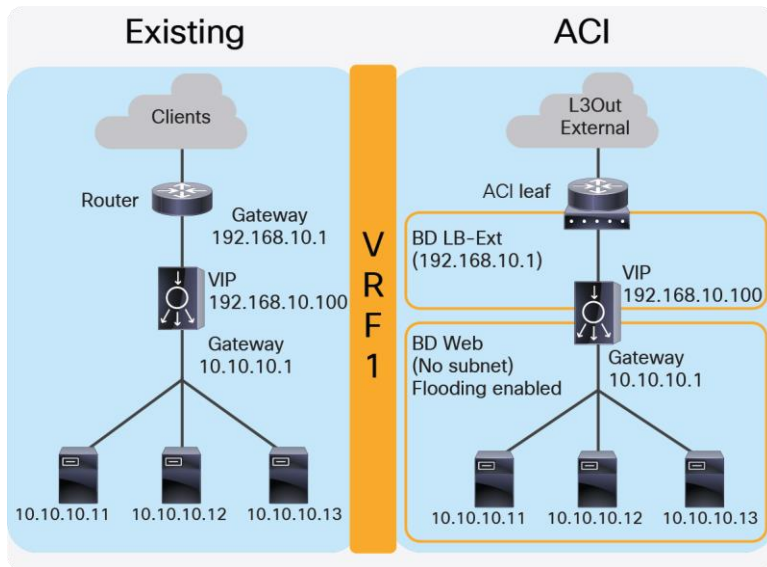 Existing
Clients
Router
Gateway
192.168.10.1
VIP
192.168.10.100
Gateway
10.10.10.1
10.10.10.11
10.10.10.12
10.10.10.13
V
R
F
1
ACI
L3Out
External
ACI leaf
BD LB-Ext
(192.168.10.1)
VIP
192.168.10.100
BD Web
(No subnet)
Flooding enabled
Gateway
10.10.10.1
10.10.10.11
10.10.10.12
10.10.10.13